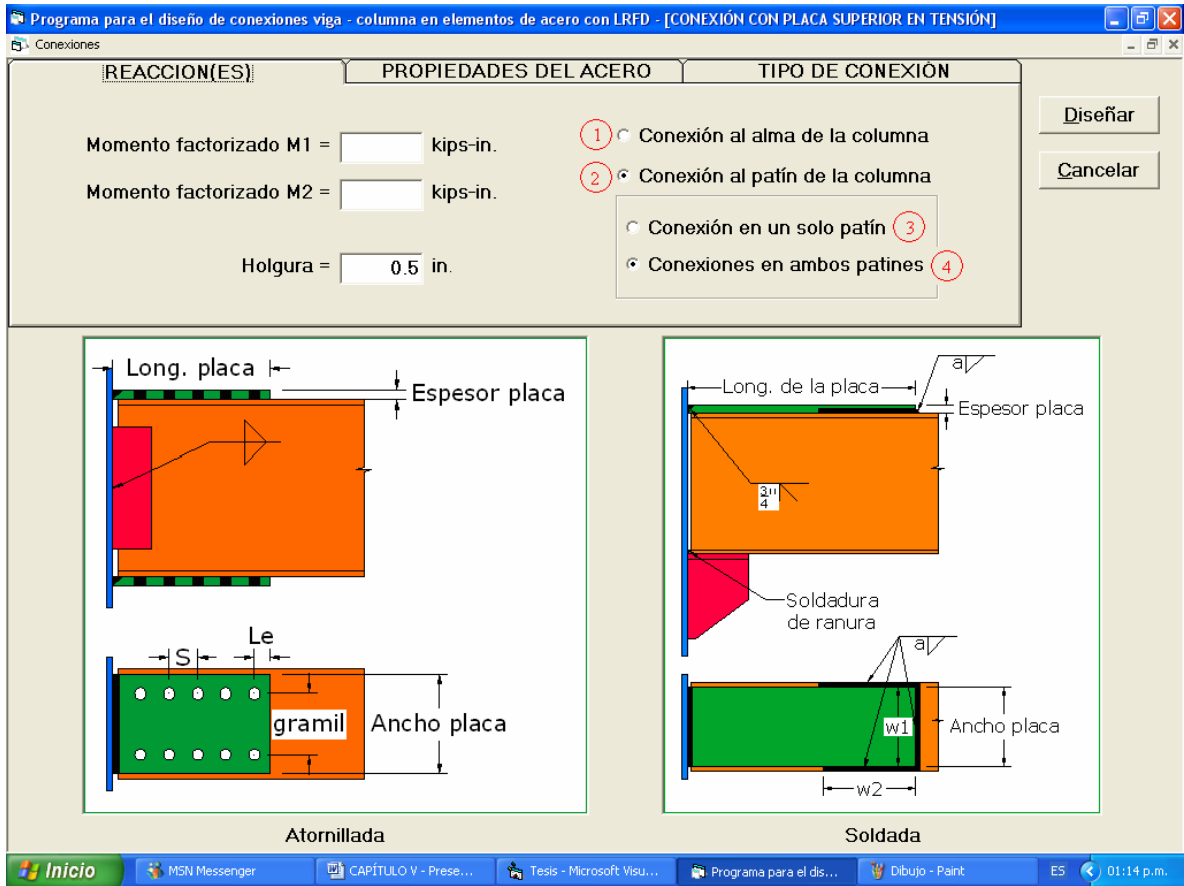 Programa para el diseño de conexiones viga - columna en elementos de acero con LRFD - [CONEXIÓN CON PLACA SUPERIOR EN TENSIÓN]
Conexiones
REACCION(ES)
PROPIEDADES DEL ACERO
TIPO DE CONEXIÓN
Momento factorizado M1 = kips-in.
Momento factorizado M2 = kips-in.
Holgura = 0.5 in.
1 Conexión al alma de la columna
2 Conexión al patín de la columna
Conexión en un solo patín 3
Conexiones en ambos patines 4
Diseñar
Cancelar
Long. placa
Espesor placa
Le
S
gramil
Ancho placa
Atornillada
a
Long. de la placa
Espesor placa
3"
4
Soldadura
de ranura
a
w1
Ancho placa
w2
Soldada
Inicio
MSN Messenger
CAPÍTULO V - Prese...
Tesis - Microsoft Visu...
Programa para el dis...
Dibujo - Paint
ES
01:14 p.m.